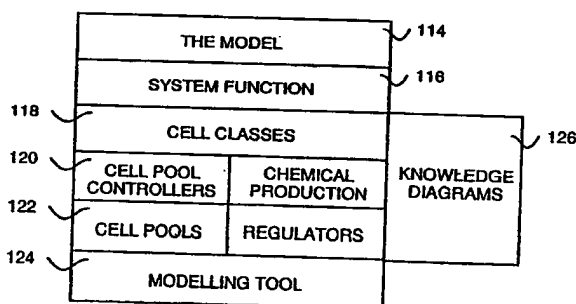 THE MODEL
114
SYSTEM FUNCTION
116
118
CELL CLASSES
126
120
CELL POOL
CONTROLLERS
CHEMICAL
PRODUCTION
KNOWLEDGE
DIAGRAMS
122
CELL POOLS
REGULATORS
124
MODELLING TOOL